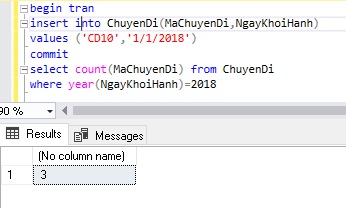 begin tran
insert into ChuyenDi(MaChuyenDi,NgayKhoiHanh)
values ('CD10','1/1/2018')
commit
select count(MaChuyenDi) from ChuyenDi
where year(NgayKhoiHanh)=2018
90 %
Results Messages
(No column name)
1 3